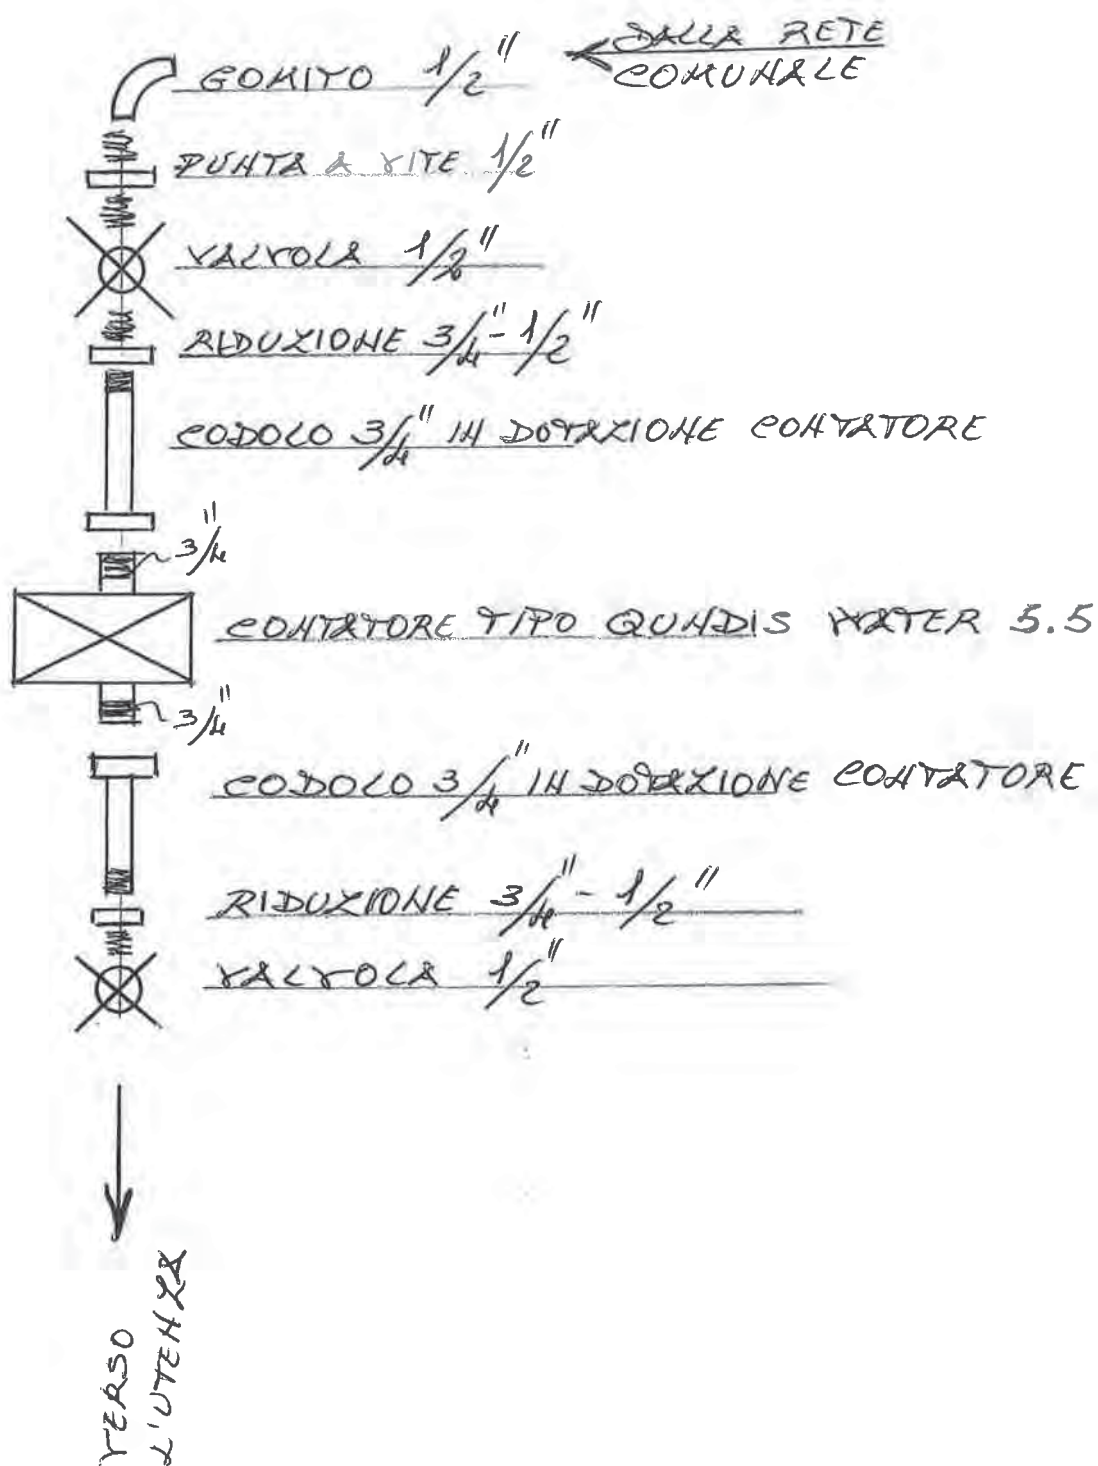 DALLA RETE
COMUNALE
GOMITO 1/2"
PUNTA A VITE 1/2"
VALVOLA 1/2"
RIDUZIONE 3/4"-1/2"
CODOLO 3/4" IN DOTAZIONE CONTATORE
3/4"
CONTATORE TIPO QUNDIS WATER 5.5
3/4"
CODOLO 3/4" IN DOTAZIONE CONTATORE
RIDUZIONE 3/4"-1/2"
VALVOLA 1/2"
VERSO
L'UTENZA